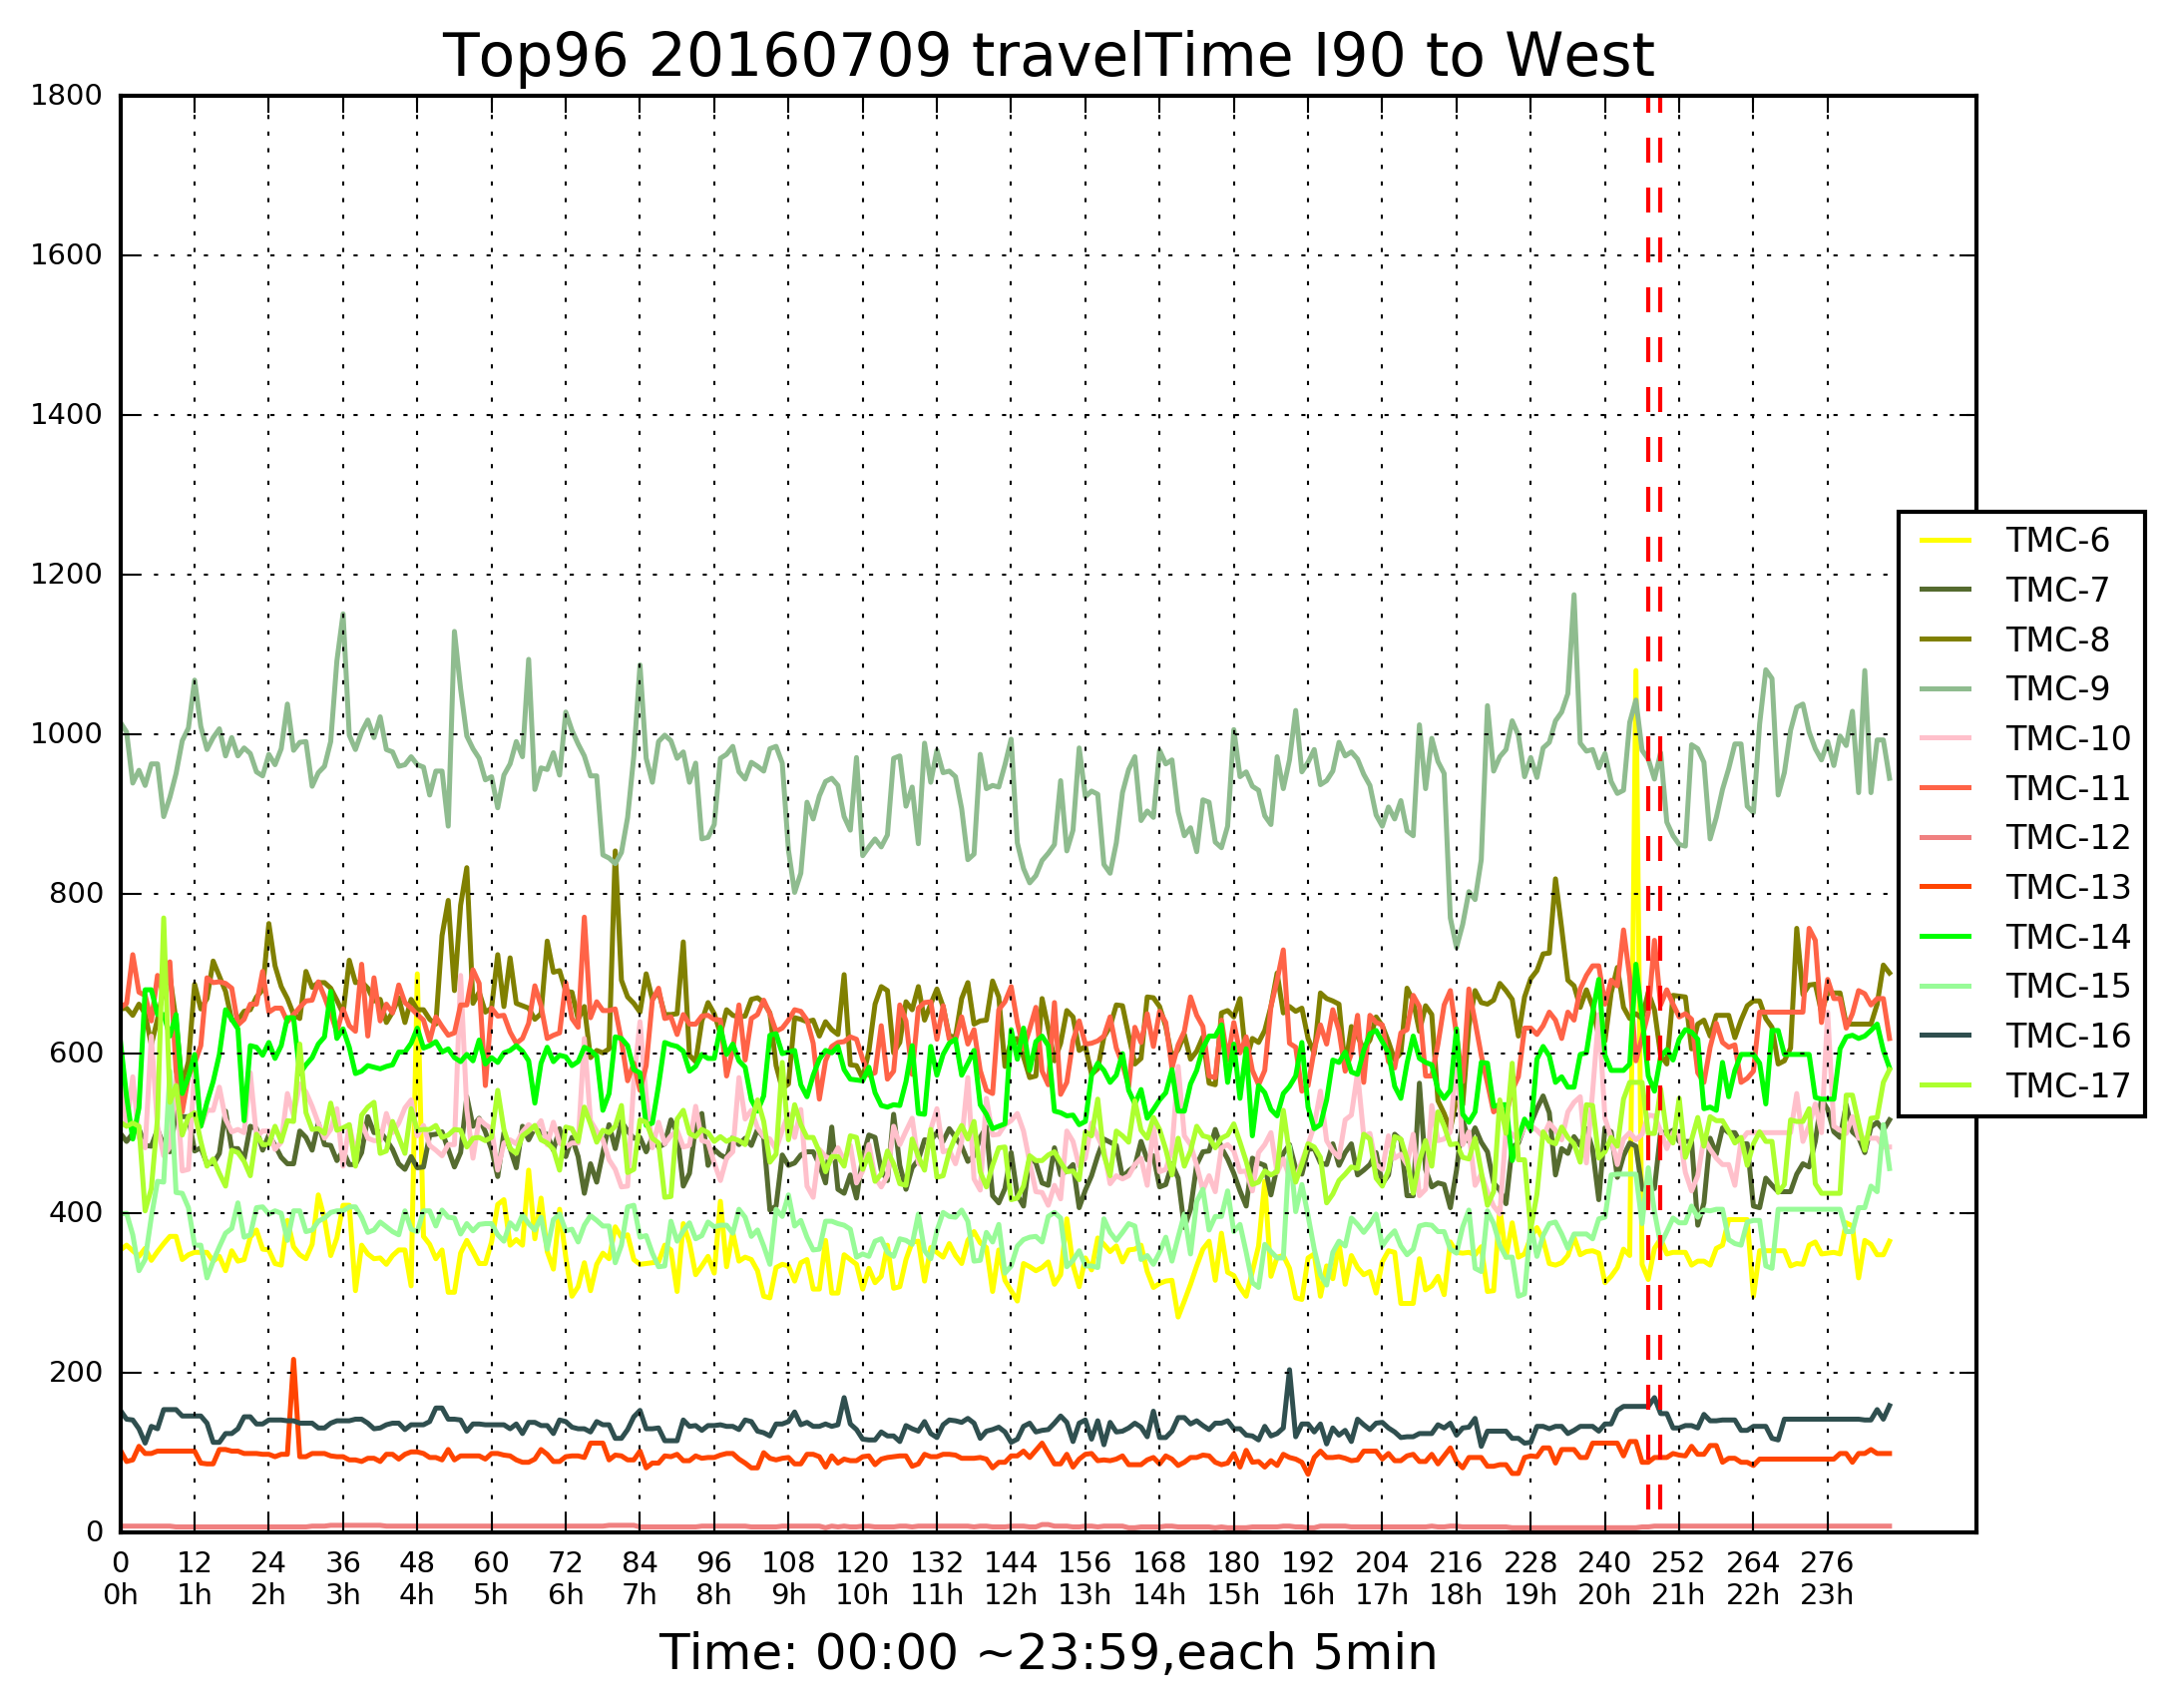 Top96 20160709 travelTime I90 to West
1800
1600
1400
1200
1000
800
600
400
200
0
TMC-6
TMC-7
TMC-8
TMC-9
TMC-10
TMC-11
TMC-12
TMC-13
TMC-14
TMC-15
TMC-16
TMC-17
0 12 24 36 48 60 72 84 96 108 120 132 144 156 168 180 192 204 216 228 240 252 264 276
0h 1h 2h 3h 4h 5h 6h 7h 8h 9h 10h 11h 12h 13h 14h 15h 16h 17h 18h 19h 20h 21h 22h 23h
Time: 00:00 ~23:59,each 5min